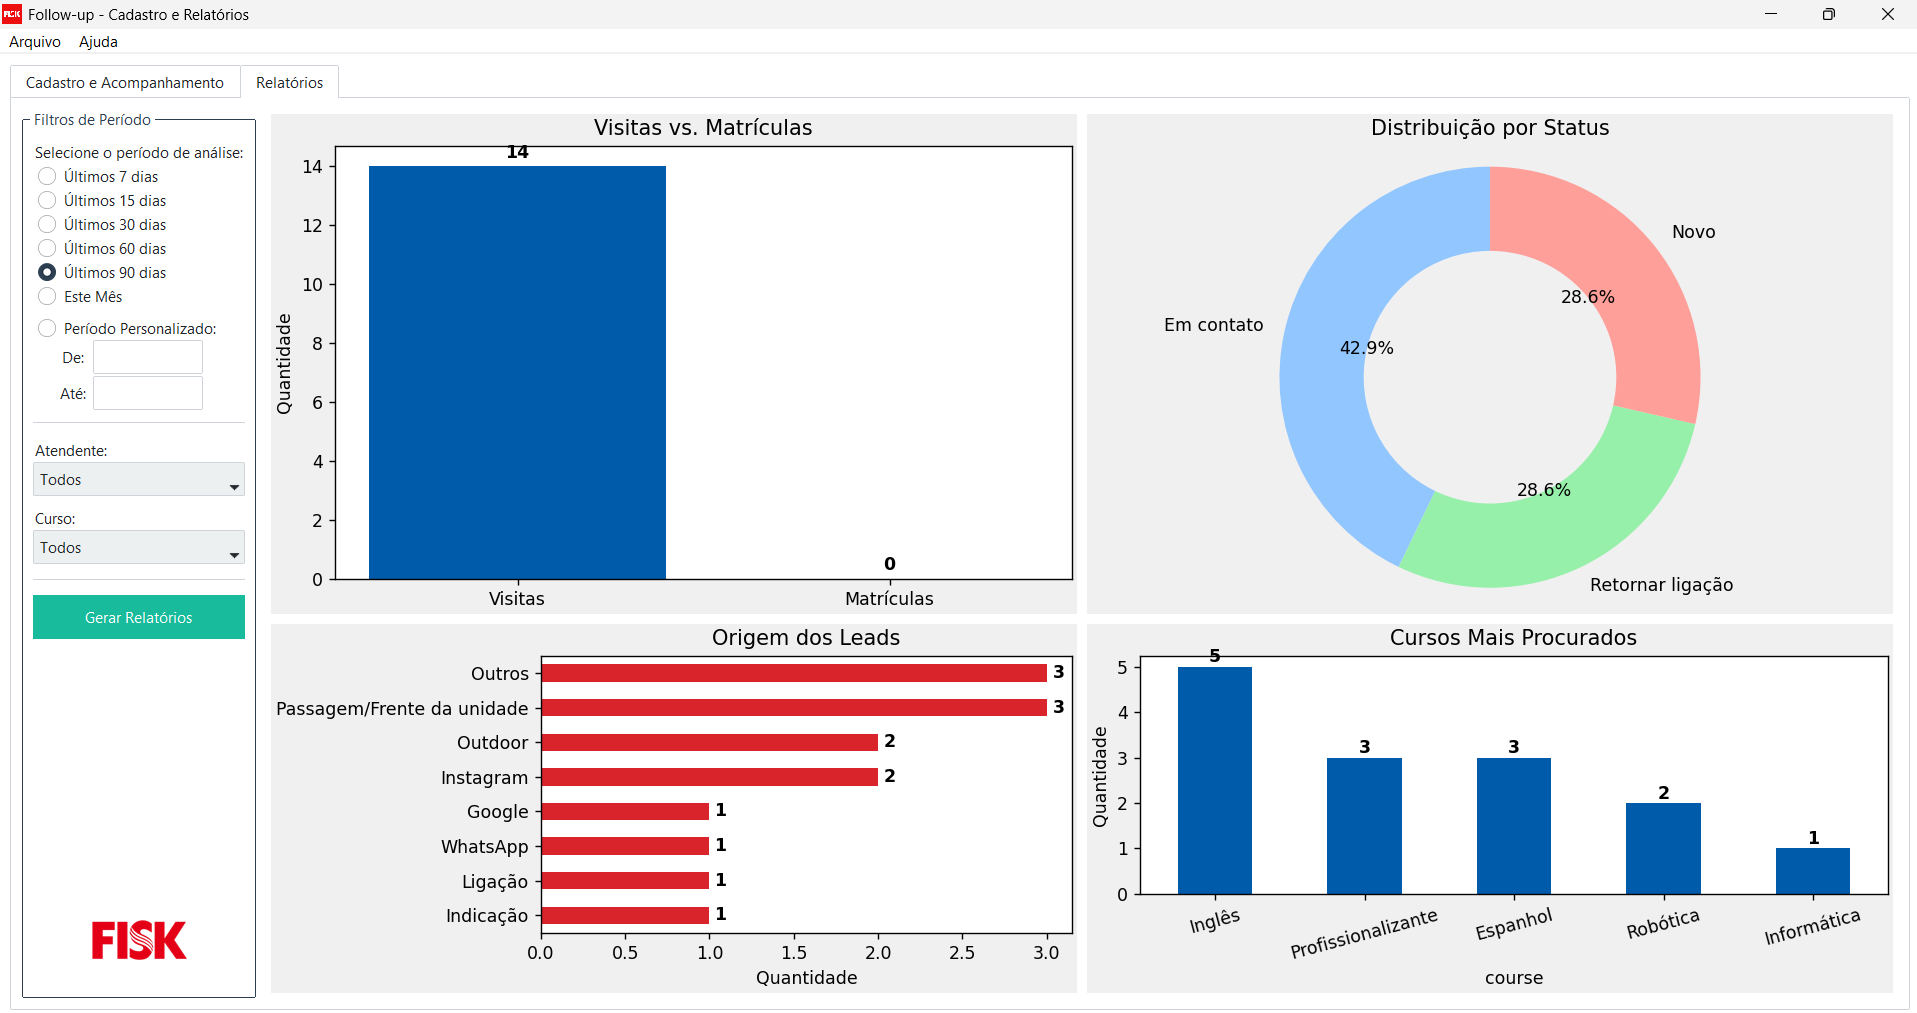 FISK
Follow-up - Cadastro e Relatórios
Arquivo Ajuda
Cadastro e Acompanhamento
Relatórios
Filtros de Período
Selecione o período de análise:
Últimos 7 dias
Últimos 15 dias
Últimos 30 dias
Últimos 60 dias
Últimos 90 dias
Este Mês
Período Personalizado:
De:
Até:
Atendente:
Todos
Curso:
Todos
Gerar Relatórios
FISK
Visitas vs. Matrículas
14
14
12
10
8
6
4
2
0
Quantidade
0
Visitas
Matrículas
Distribuição por Status
Novo
28.6%
Em contato
42.9%
28.6%
Retornar ligação
Origem dos Leads
Outros 3
Passagem/Frente da unidade 3
Outdoor 2
Instagram 2
Google 1
WhatsApp 1
Ligação 1
Indicação 1
0.0 0.5 1.0 1.5 2.0 2.5 3.0
Quantidade
Cursos Mais Procurados
5
4
3
2
1
0
Quantidade
5
3
3
2
1
Inglês
Profissionalizante
Espanhol
Robótica
Informática
course